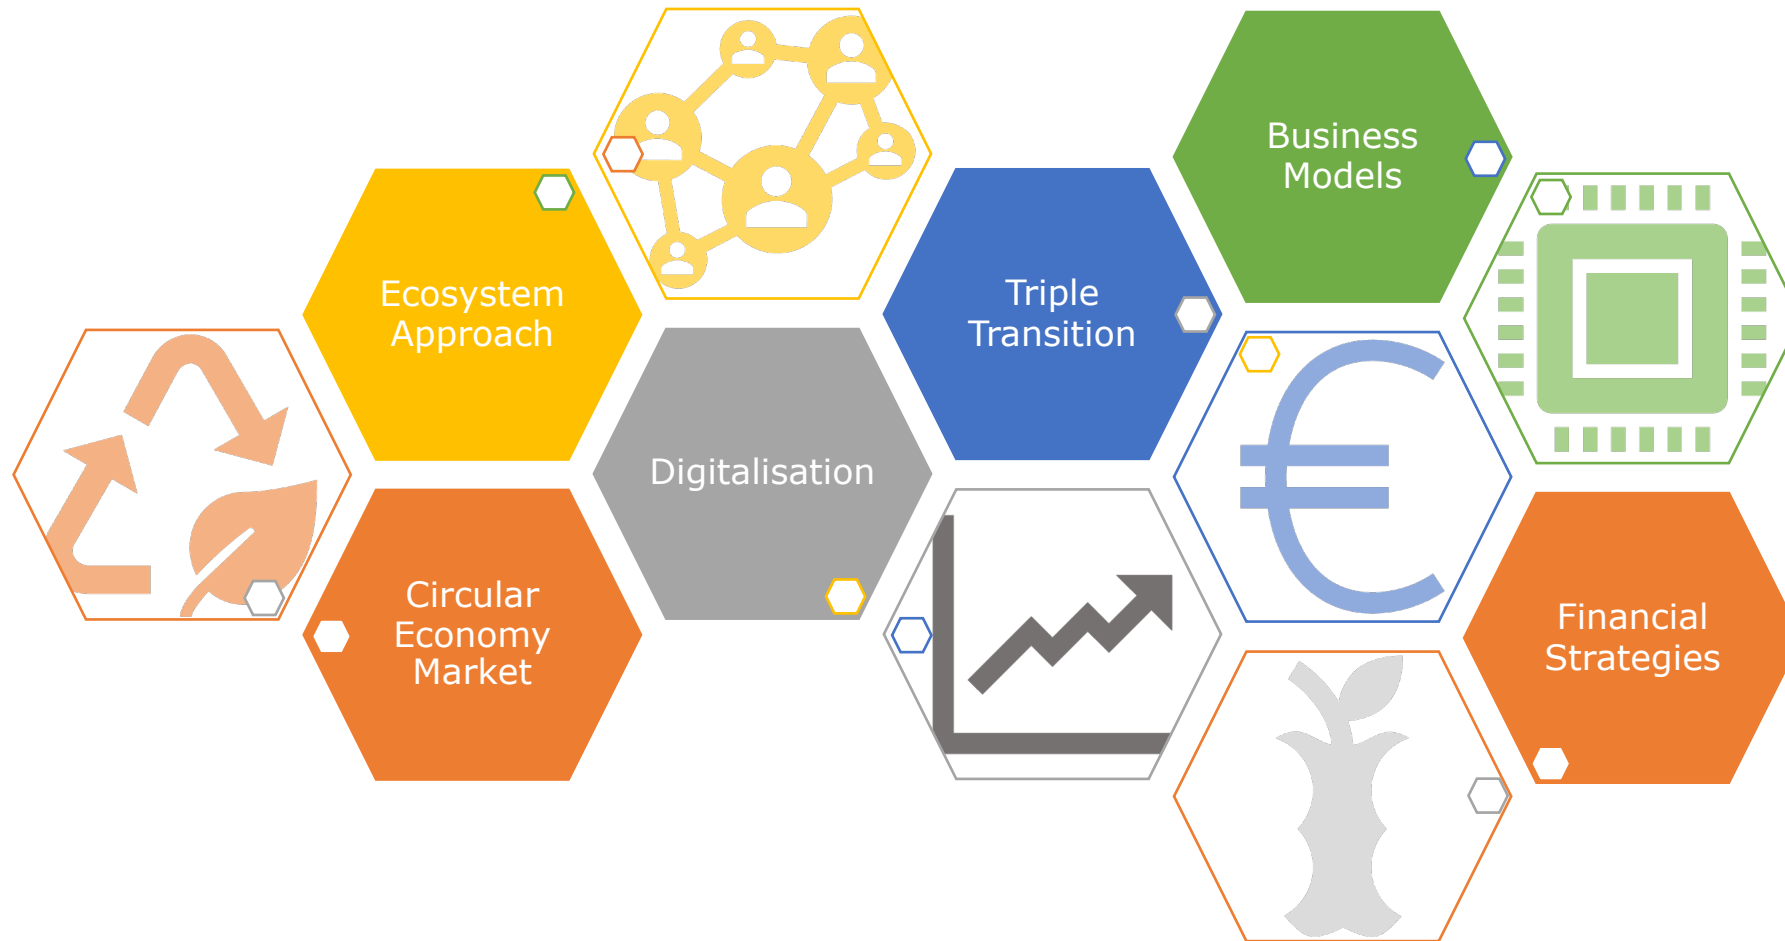 Business
Models
Ecosystem
Approach
Triple
Transition
Digitalisation
Circular
Economy
Market
Financial
Strategies